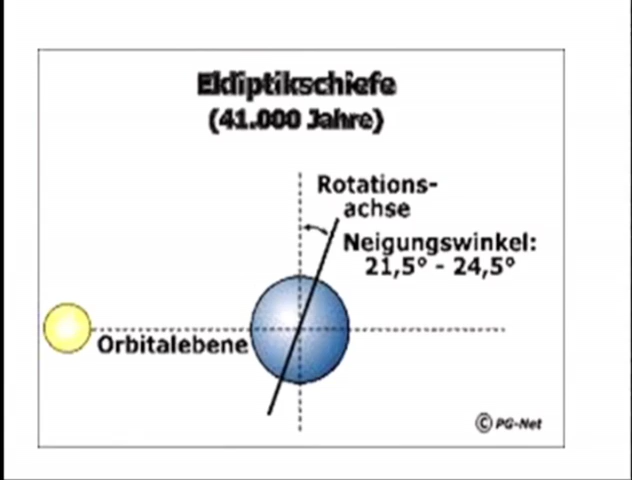 Ekliptikschiefe
(41.000 Jahre)
Rotations-
achse
Neigungswinkel:
21,5° - 24,5°
Orbitalebene
© PG-Net